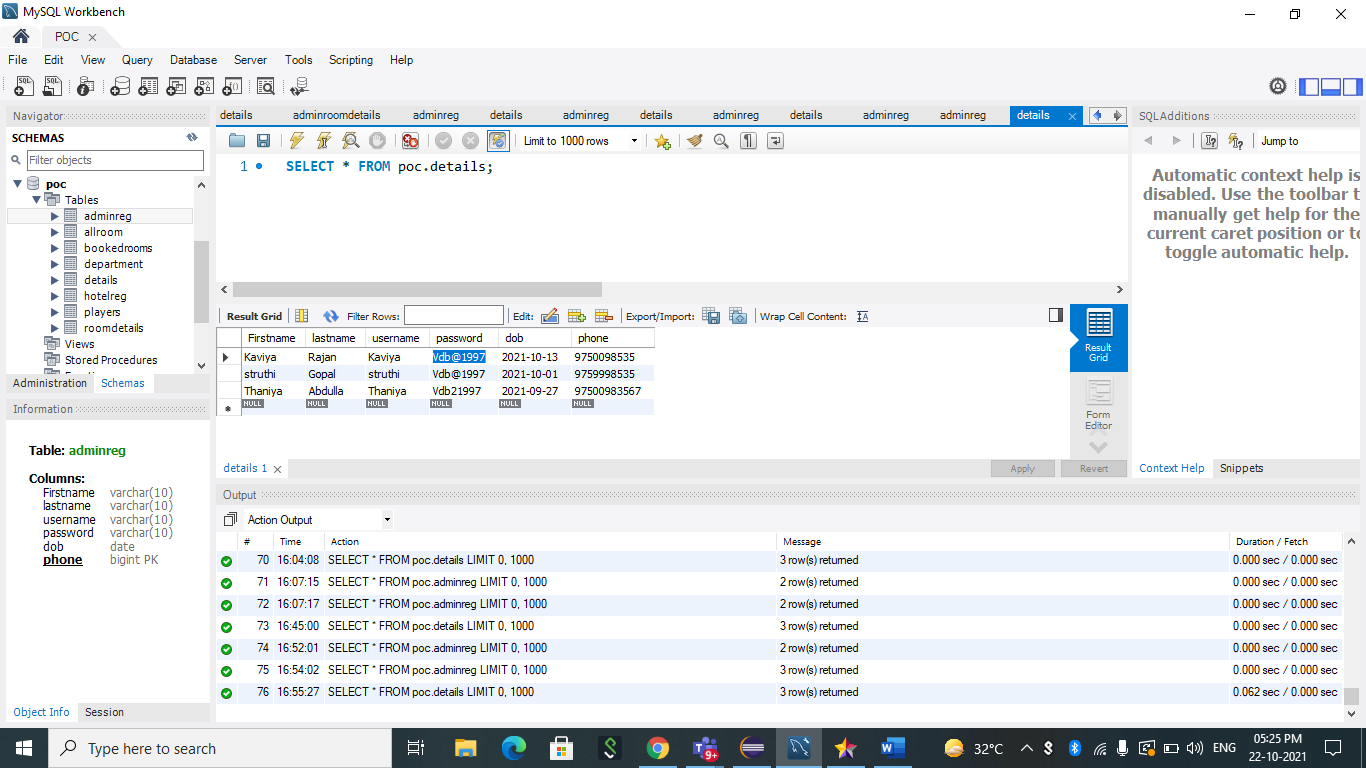 MySQL Workbench
POC
File Edit View Query Database Server Tools Scripting Help
Navigator
SCHEMAS
Filter objects
poc
Tables
adminreg
allroom
bookedrooms
department
details
hotelreg
players
roomdetails
Views
Stored Procedures
Administration Schemas
Information
Table: adminreg
Columns:
Firstname varchar(10)
lastname varchar(10)
username varchar(10)
password varchar(10)
dob date
phone bigint PK
Object Info Session
details adminroomdetails adminreg details adminreg details adminreg details adminreg adminreg details
Limit to 1000 rows
1 SELECT * FROM poc.details;
Result Grid Filter Rows: Edit: Export/Import: Wrap Cell Content:
Firstname lastname username password dob phone
Kaviya Rajan Kaviya Vdb@1997 2021-10-13 9750098535
struthi Gopal struthi Vdb@1997 2021-10-01 9759998535
Thaniya Abdulla Thaniya Vdb21997 2021-09-27 97500983567
NULL NULL NULL NULL NULL NULL
Result
Grid
Form
Editor
details 1
Apply Revert
SQLAdditions
Jump to
Automatic context help is
disabled. Use the toolbar t
manually get help for the
current caret position or to
toggle automatic help.
Context Help Snippets
Output
Action Output
# Time Action Message Duration / Fetch
70 16:04:08 SELECT * FROM poc.details LIMIT 0, 1000 3 row(s) returned 0.000 sec / 0.000 sec
71 16:07:15 SELECT * FROM poc.adminreg LIMIT 0, 1000 2 row(s) returned 0.000 sec / 0.000 sec
72 16:07:17 SELECT * FROM poc.adminreg LIMIT 0, 1000 2 row(s) returned 0.000 sec / 0.000 sec
73 16:45:00 SELECT * FROM poc.details LIMIT 0, 1000 3 row(s) returned 0.000 sec / 0.000 sec
74 16:52:01 SELECT * FROM poc.adminreg LIMIT 0, 1000 2 row(s) returned 0.000 sec / 0.000 sec
75 16:54:02 SELECT * FROM poc.adminreg LIMIT 0, 1000 3 row(s) returned 0.000 sec / 0.000 sec
76 16:55:27 SELECT * FROM poc.details LIMIT 0, 1000 3 row(s) returned 0.062 sec / 0.000 sec
Type here to search
9+
32°C
ENG
05:25 PM
22-10-2021